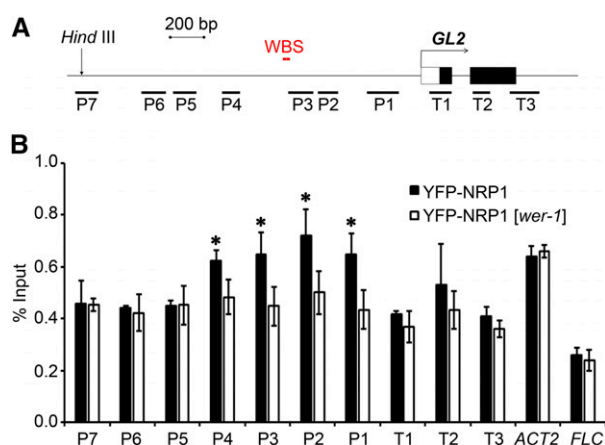 A
200 bp
Hind III
WBS
GL2
P7 P6 P5 P4 P3 P2 P1 T1 T2 T3
B
1.0
0.8
0.6
0.4
0.2
0.0
% Input
YFP-NRP1
YFP-NRP1 [wer-1]
* * * *
P7 P6 P5 P4 P3 P2 P1 T1 T2 T3 ACT2 FLC